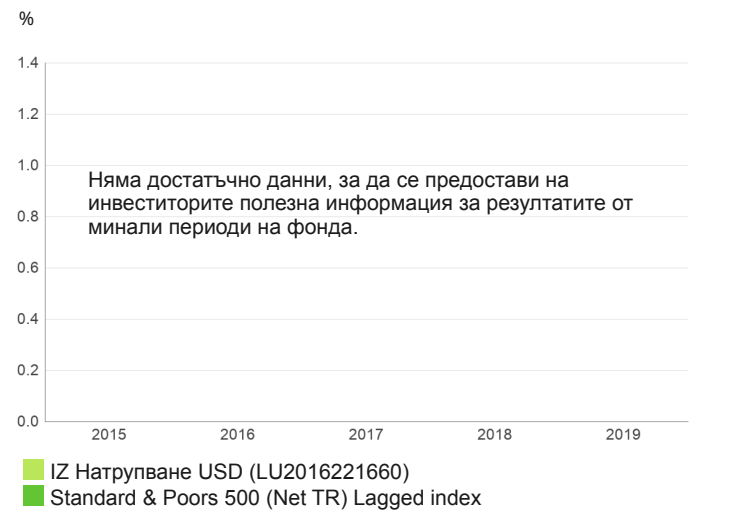 %
1.4
1.2
1.0
Няма достатъчно данни, за да се предостави на
инвеститорите полезна информация за резултатите от
минали периоди на фонда.
0.8
0.6
0.4
0.2
0.0
2015 2016 2017 2018 2019
IZ Натрупване USD (LU2016221660)
Standard & Poors 500 (Net TR) Lagged index